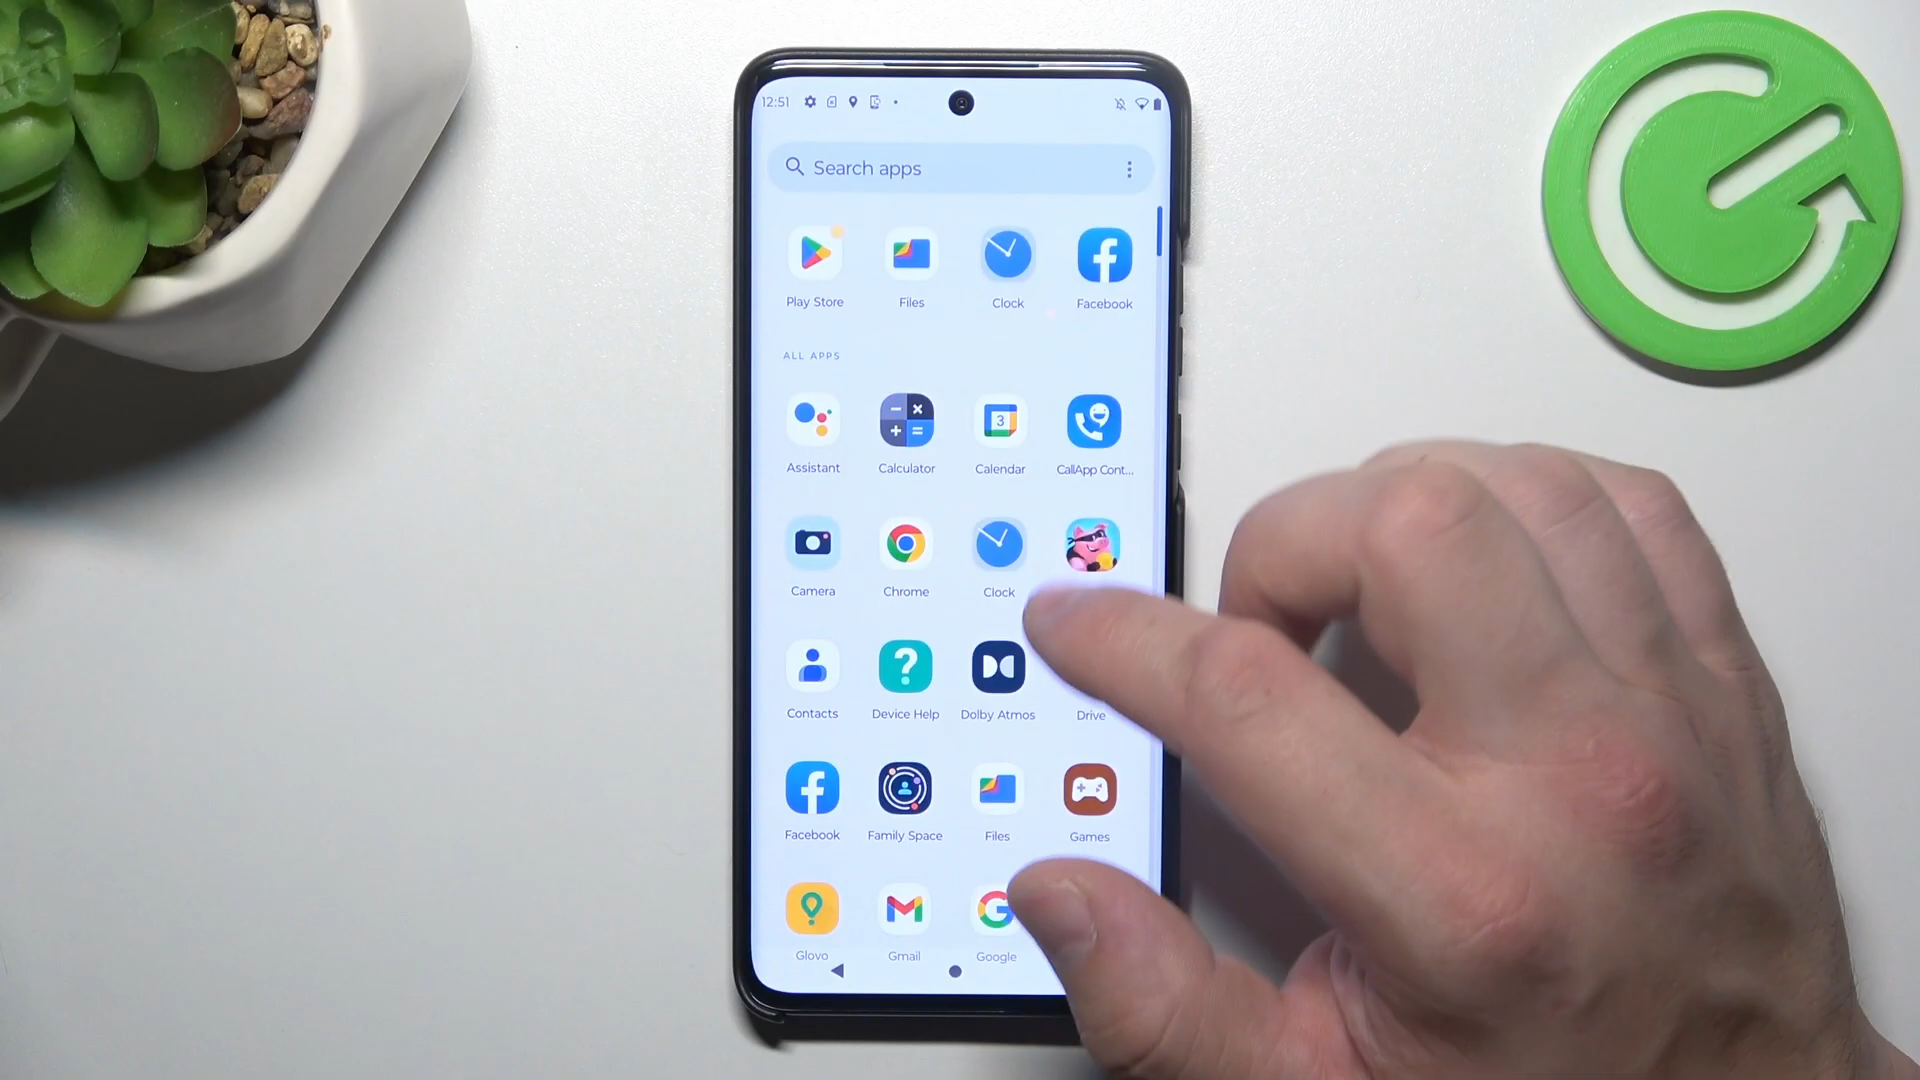 12:51
Search apps
Play Store Files Clock Facebook
ALL APPS
3
Assistant Calculator Calendar CallApp Cont...
Camera Chrome Clock
Contacts Device Help Dolby Atmos Drive
Facebook Family Space Files Games
Glovo Gmail Google